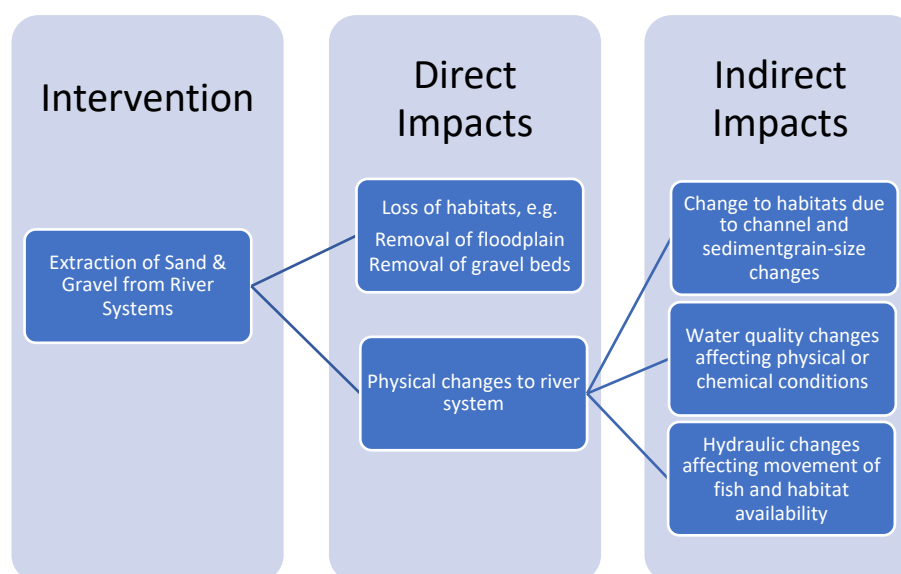 Intervention
Extraction of Sand &
Gravel from River
Systems
Direct
Impacts
Loss of habitats, e.g.
Removal of floodplain
Removal of gravel beds
Physical changes to river
system
Indirect
Impacts
Change to habitats due
to channel and
sedimentgrain-size
changes
Water quality changes
affecting physical or
chemical conditions
Hydraulic changes
affecting movement of
fish and habitat
availability